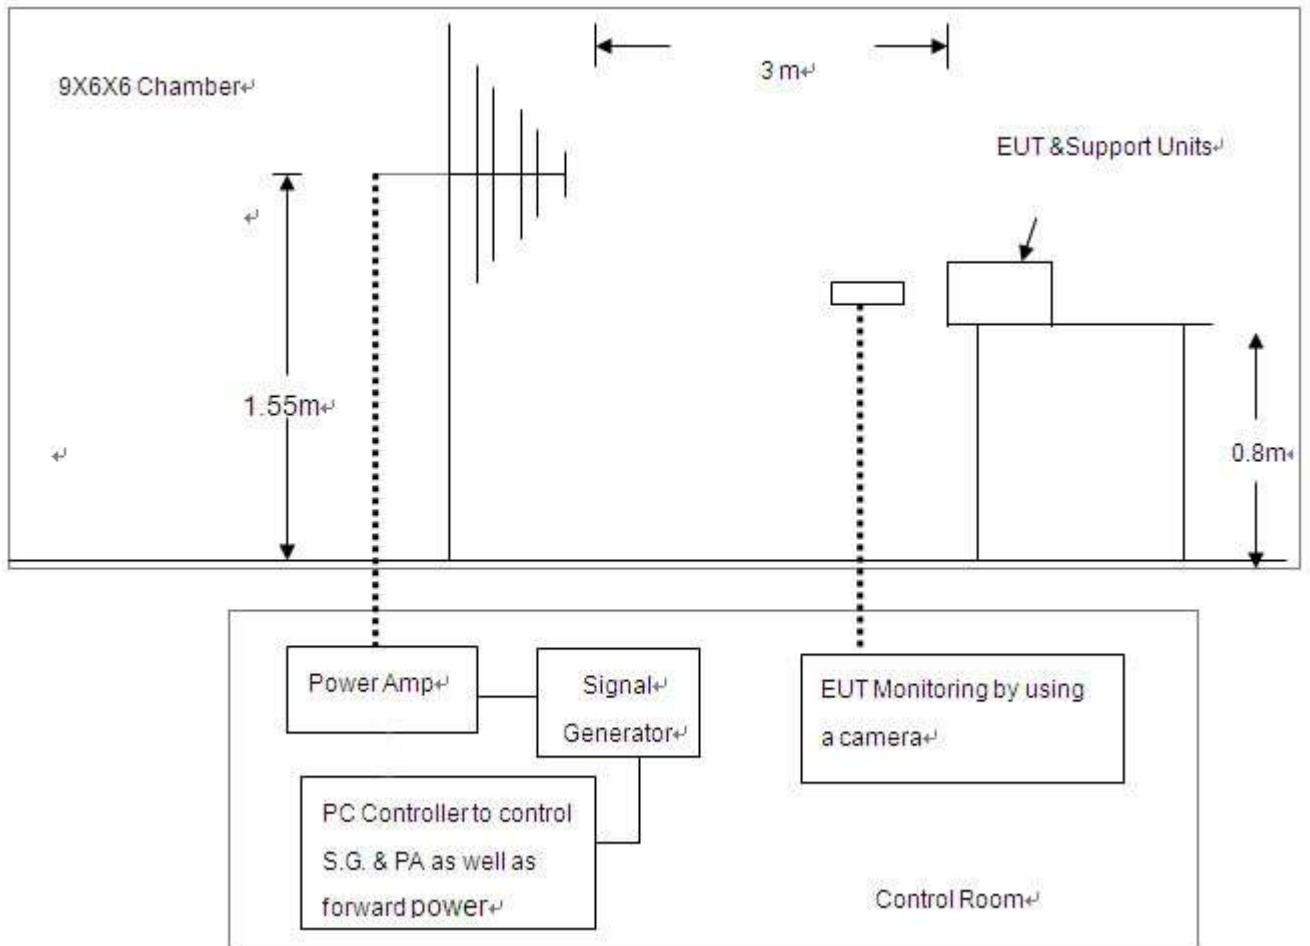 9X6X6 Chamber↵
3 m↵
EUT &Support Units↵
↵
1.55m↵
↵
0.8m↵
Power Amp↵
Signal↵
Generator↵
EUT Monitoring by using
a camera↵
PC Controller to control
S.G. & PA as well as
forward power↵
Control Room↵